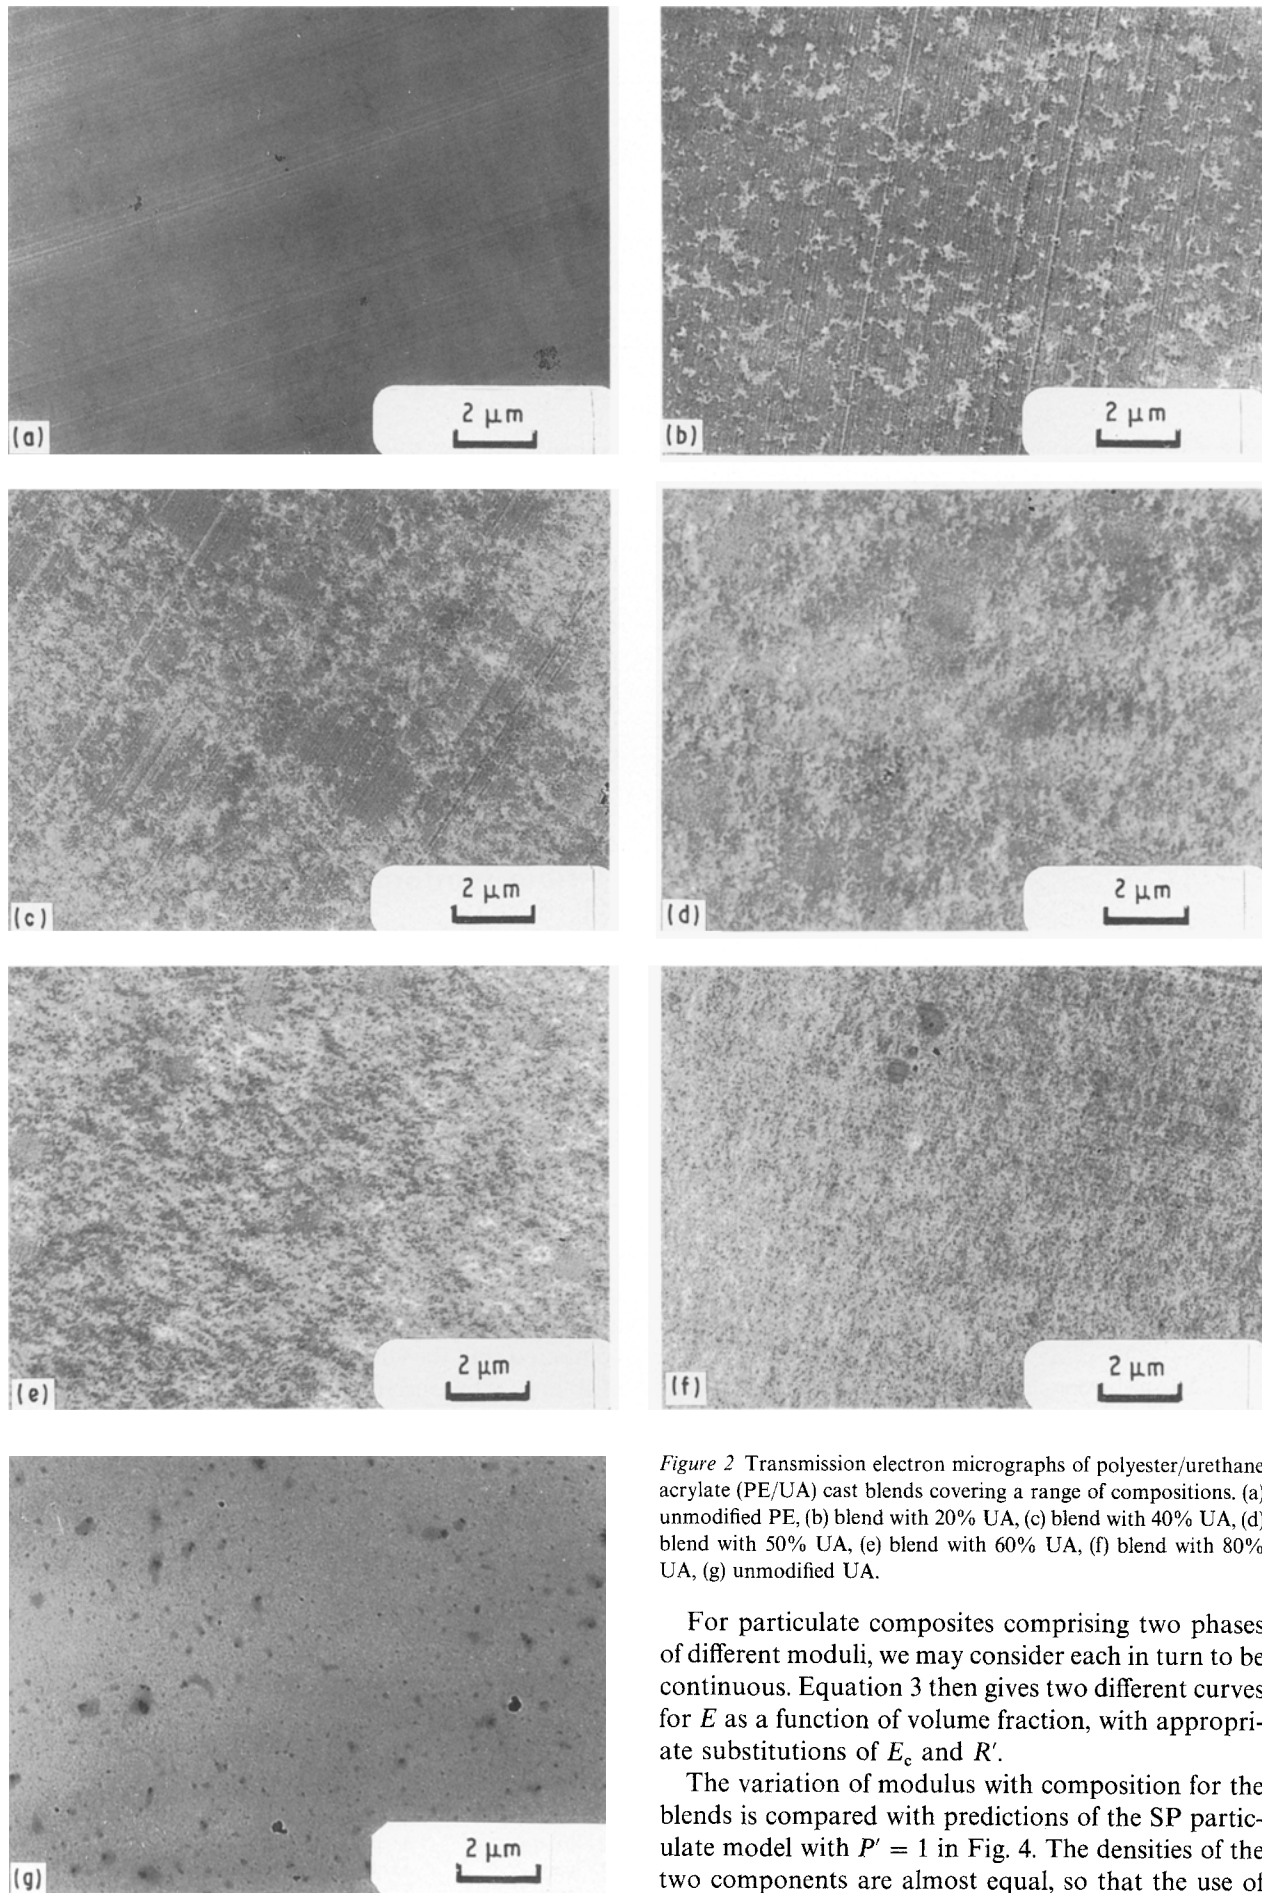 2 μm
(a)
2 μm
(b)
2 μm
(c)
2 μm
(d)
2 μm
(e)
2 μm
(f)
2 μm
(g)
Figure 2 Transmission electron micrographs of polyester/urethane
acrylate (PE/UA) cast blends covering a range of compositions. (a)
unmodified PE, (b) blend with 20% UA, (c) blend with 40% UA, (d)
blend with 50% UA, (e) blend with 60% UA, (f) blend with 80%
UA, (g) unmodified UA.
For particulate composites comprising two phases
of different moduli, we may consider each in turn to be
continuous. Equation 3 then gives two different curves
for E as a function of volume fraction, with appropri-
ate substitutions of E_c and R′.
The variation of modulus with composition for the
blends is compared with predictions of the SP partic-
ulate model with P′ = 1 in Fig. 4. The densities of the
two components are almost equal, so that the use of